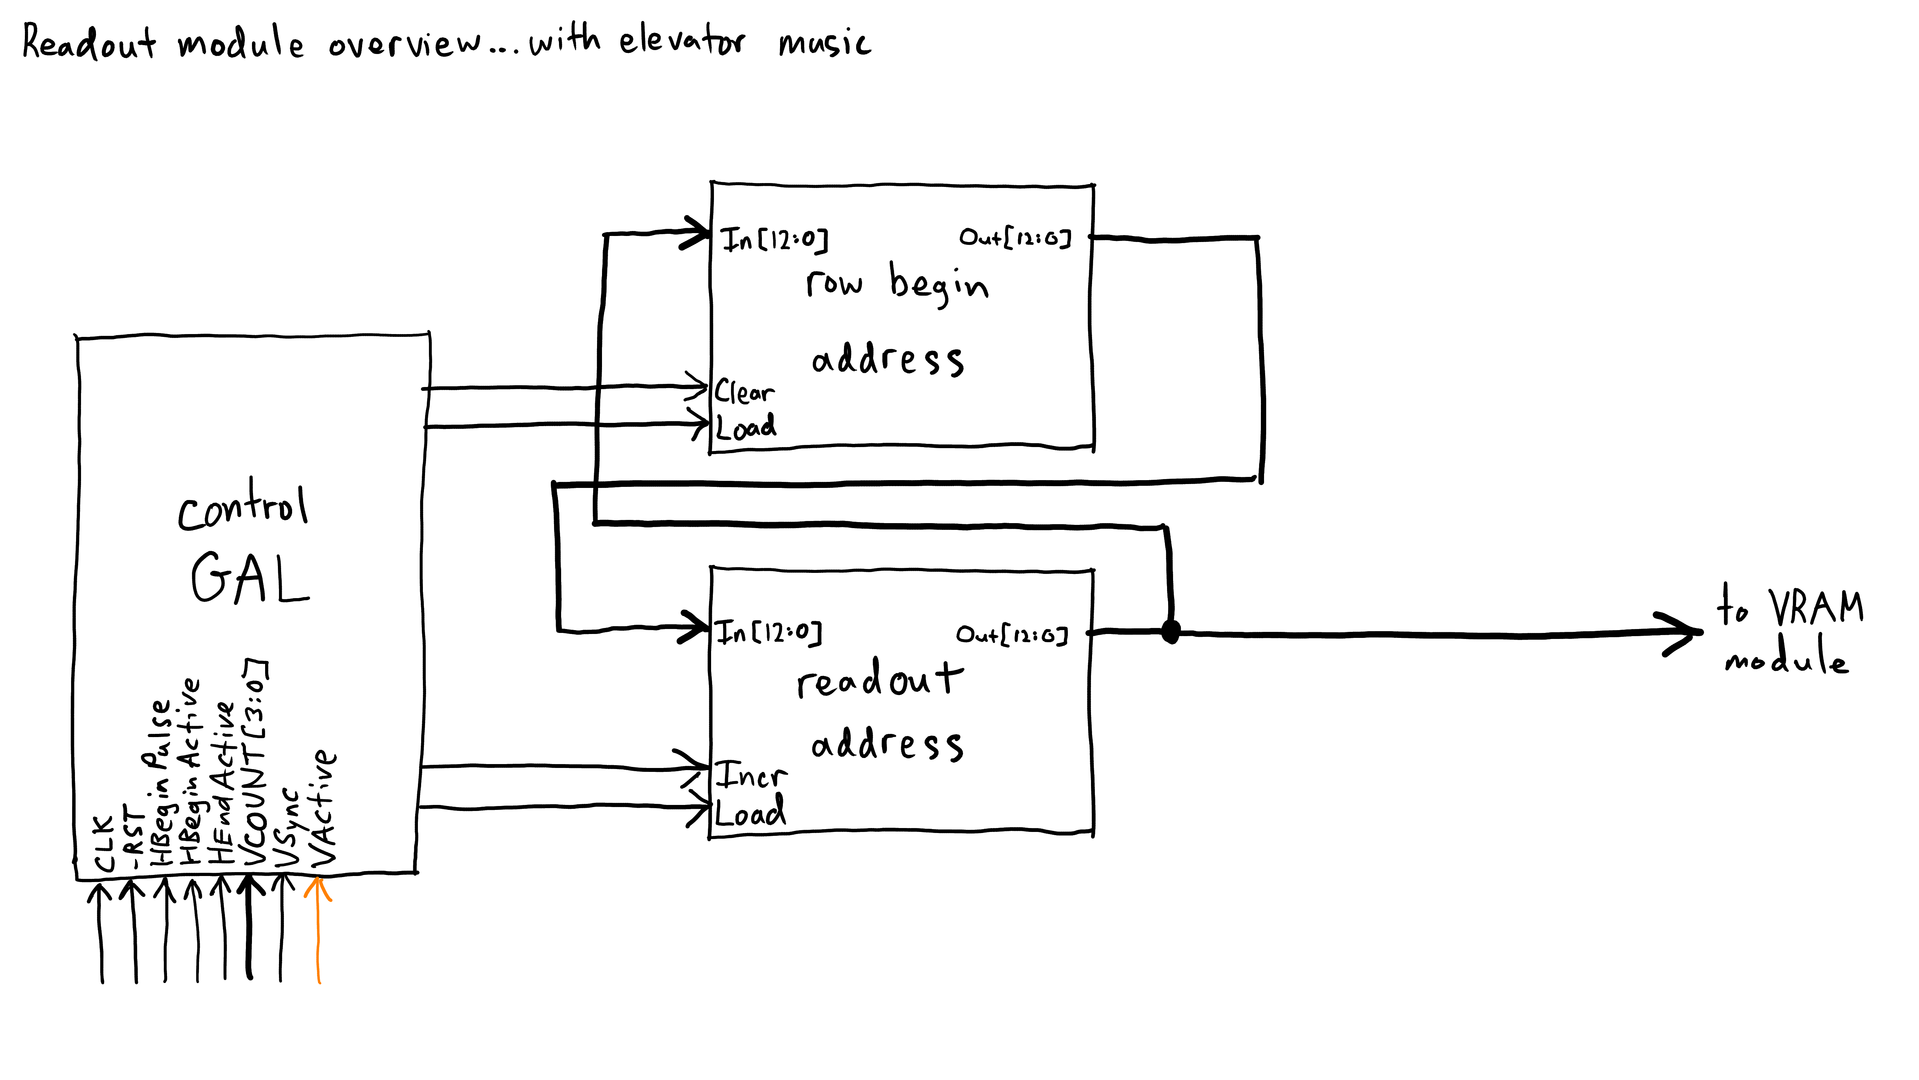 Readout module overview...with elevator music
In[12:0] Out[12:0]
row begin
address
Clear
Load
control
GAL
In[12:0] Out[12:0]
readout
address
Incr
Load
to VRAM
module
CLK
-RST
HBeginPulse
HBeginActive
HEndActive
VCOUNT[3:0]
VSync
VActive